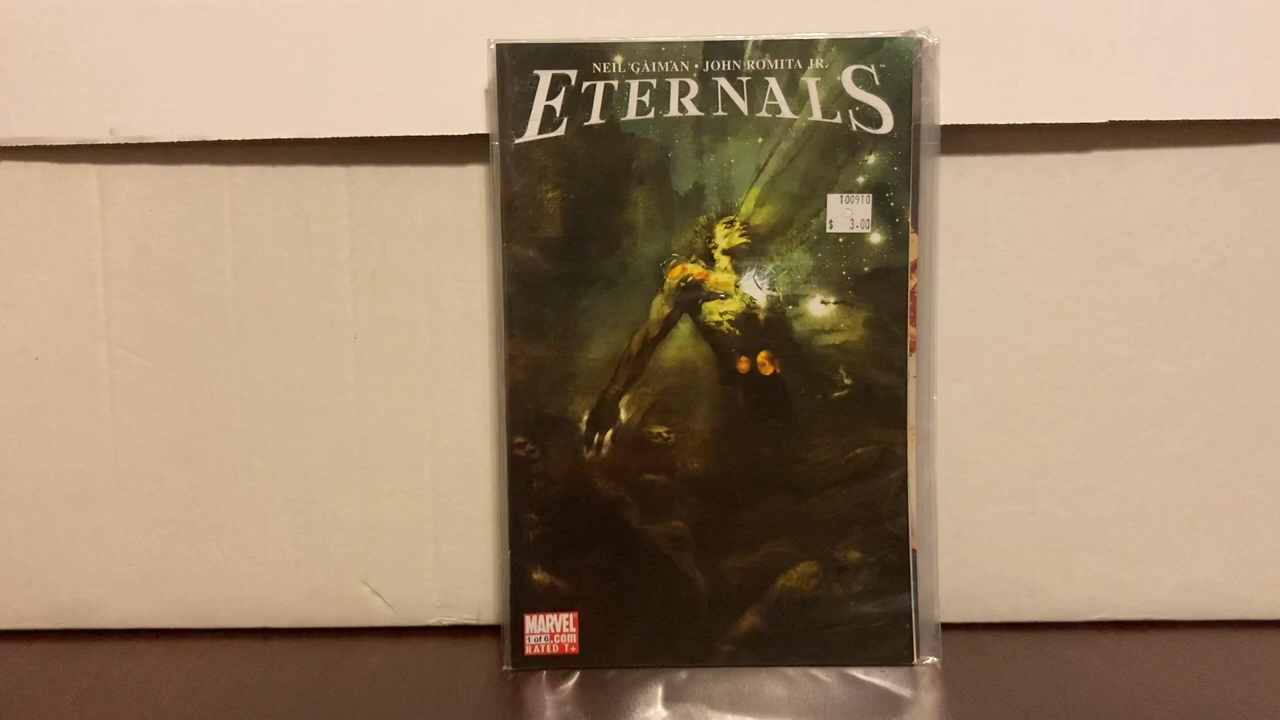 NEIL GAIMAN • JOHN ROMITA JR.
ETERNALS
100910
$ 3.00
MARVEL
1 of 6 .com
RATED T+